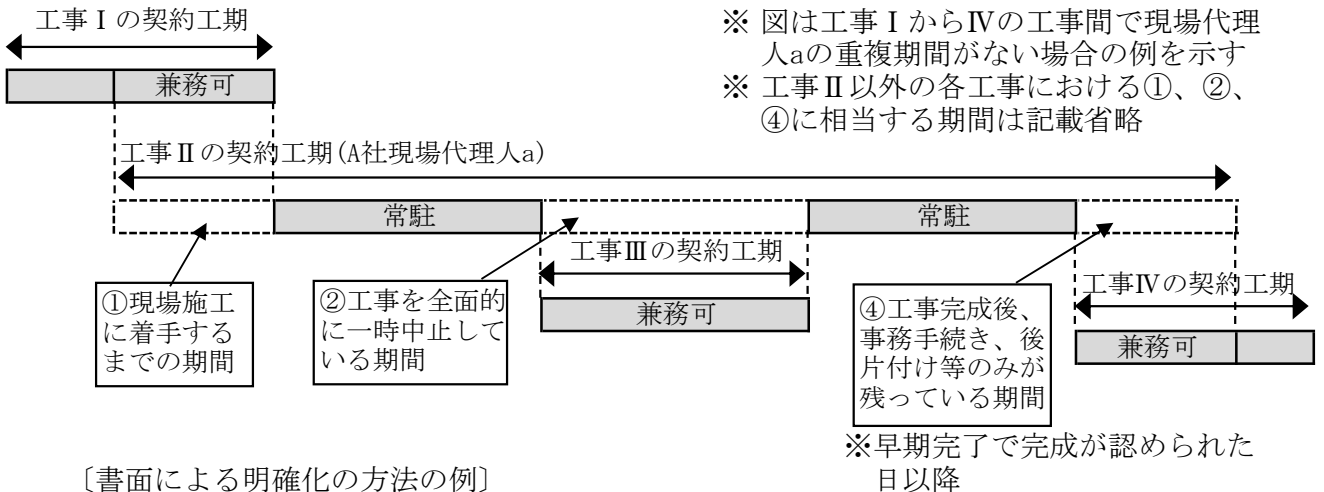 工事Ⅰの契約工期
兼務可
※ 図は工事ⅠからⅣの工事間で現場代理
人aの重複期間がない場合の例を示す
※ 工事Ⅱ以外の各工事における①、②、
④に相当する期間は記載省略
工事Ⅱの契約工期(A社現場代理人a)
常駐
常駐
①現場施工
に着手する
までの期間
②工事を全面的
に一時中止して
いる期間
工事Ⅲの契約工期
兼務可
④工事完成後、
事務手続き、後
片付け等のみが
残っている期間
工事Ⅳの契約工期
兼務可
※早期完了で完成が認められた
日以降
〔書面による明確化の方法の例〕